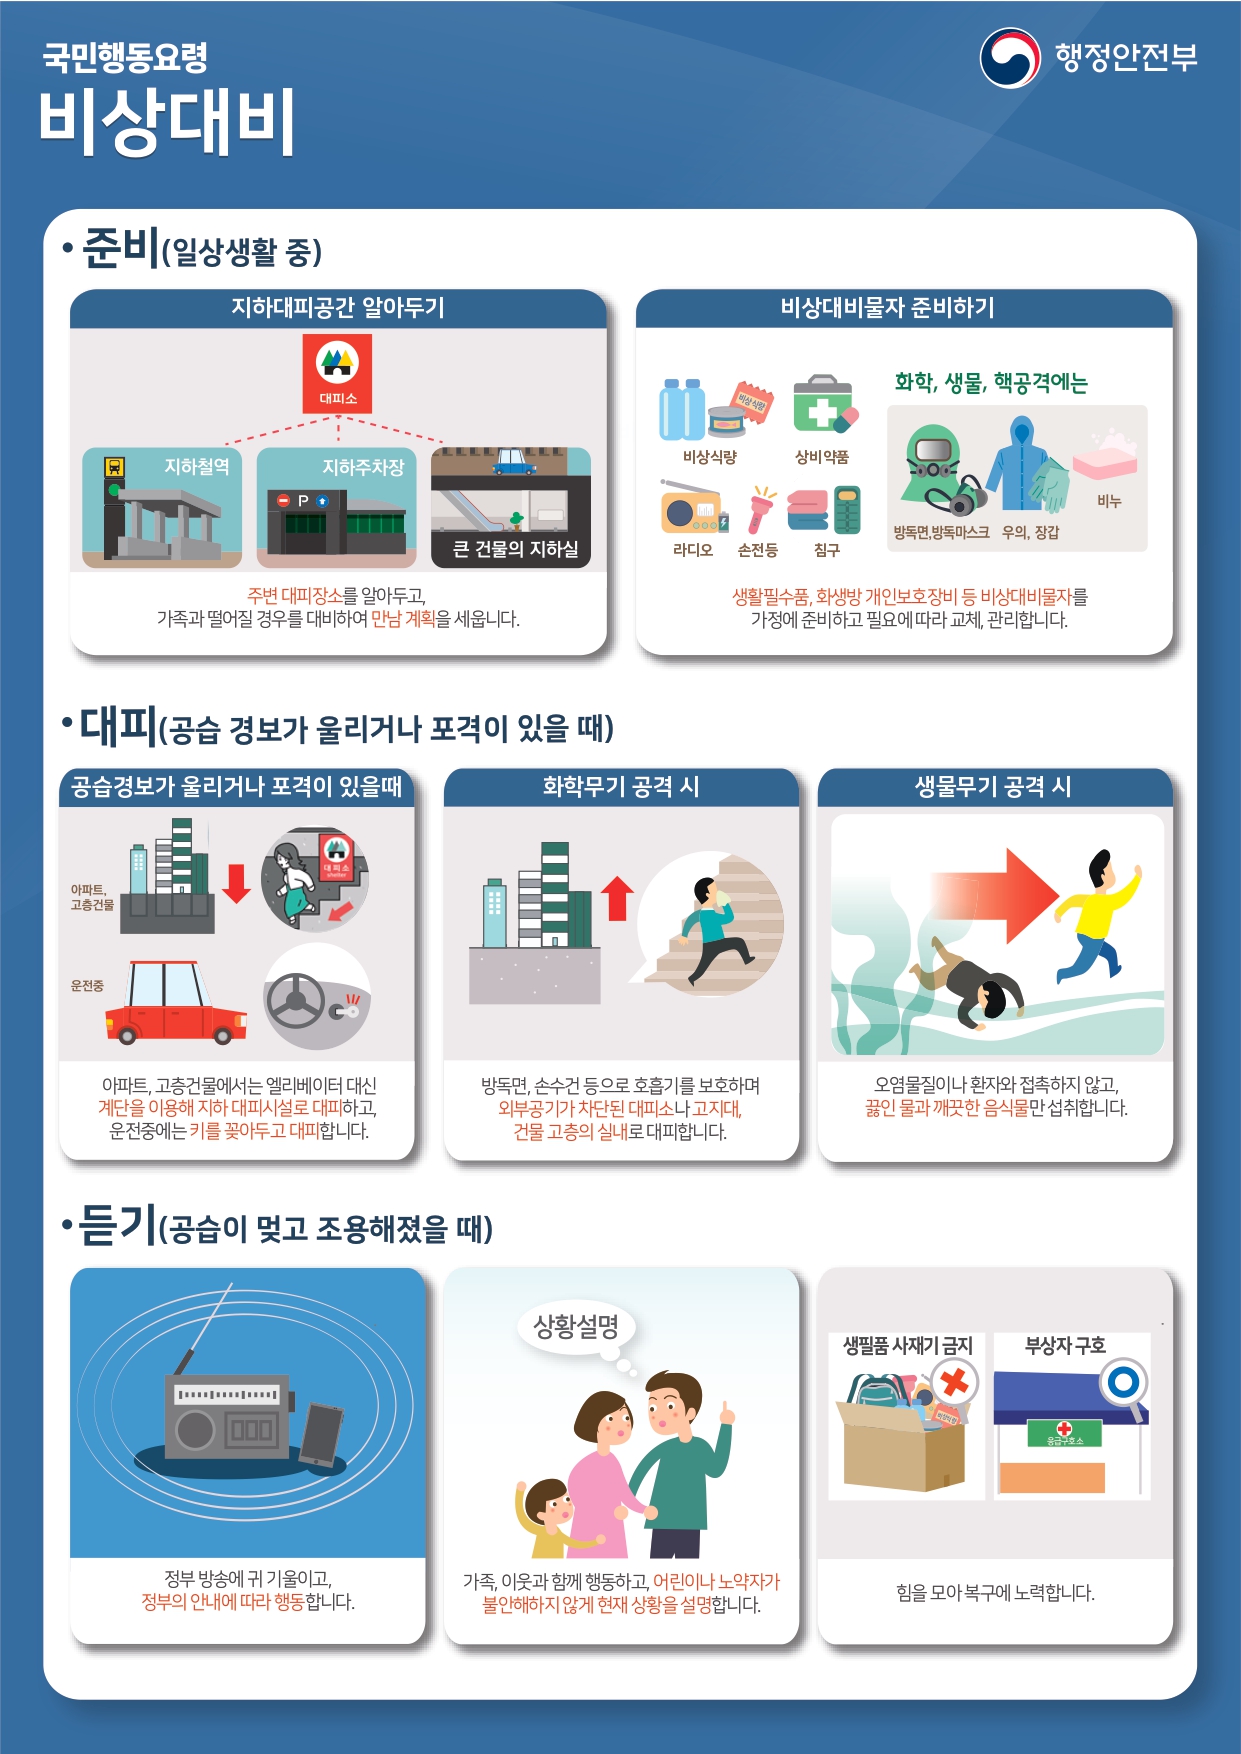 국민행동요령
비상대비
행정안전부
• 준비(일상생활 중)
지하대피공간 알아두기
대피소
지하철역
지하주차장
P
큰 건물의 지하실
주변 대피장소를 알아두고,
가족과 떨어질 경우를 대비하여 만남 계획을 세웁니다.
비상대비물자 준비하기
비상식량
비상식량
상비약품
라디오
손전등
침구
화학, 생물, 핵공격에는
방독면,방독마스크
우의, 장갑
비누
생활필수품, 화생방 개인보호장비 등 비상대비물자를
가정에 준비하고 필요에 따라 교체, 관리합니다.
• 대피(공습 경보가 울리거나 포격이 있을 때)
공습경보가 울리거나 포격이 있을때
아파트,
고층건물
대피소
shelter
운전중
아파트, 고층건물에서는 엘리베이터 대신
계단을 이용해 지하 대피시설로 대피하고,
운전중에는 키를 꽂아두고 대피합니다.
화학무기 공격 시
방독면, 손수건 등으로 호흡기를 보호하며
외부공기가 차단된 대피소나 고지대,
건물 고층의 실내로 대피합니다.
생물무기 공격 시
오염물질이나 환자와 접촉하지 않고,
끓인 물과 깨끗한 음식물만 섭취합니다.
• 듣기(공습이 멎고 조용해졌을 때)
정부 방송에 귀 기울이고,
정부의 안내에 따라 행동합니다.
상황설명
가족, 이웃과 함께 행동하고, 어린이나 노약자가
불안해하지 않게 현재 상황을 설명합니다.
생필품 사재기 금지
비상식량
부상자 구호
응급구호소
힘을 모아 복구에 노력합니다.